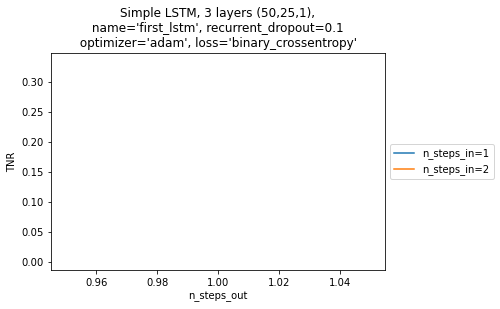 Simple LSTM, 3 layers (50,25,1),
name='first_lstm', recurrent_dropout=0.1
optimizer='adam', loss='binary_crossentropy'
0.30
0.25
0.20
0.15
0.10
0.05
0.00
TNR
0.96 0.98 1.00 1.02 1.04
n_steps_out
n_steps_in=1
n_steps_in=2